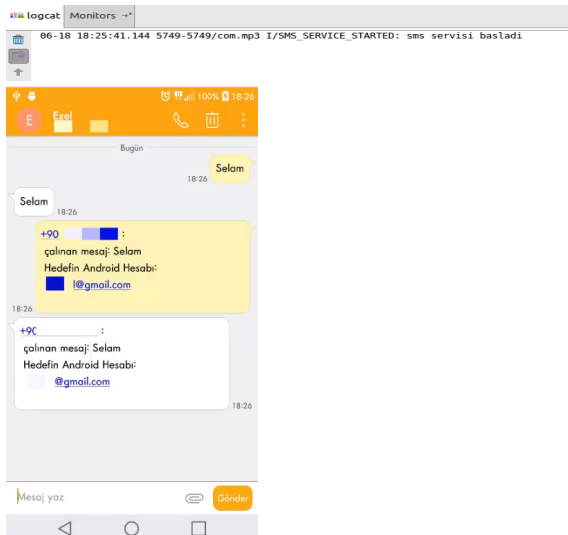 logcat Monitors →"
06-18 18:25:41.144 5749-5749/com.mp3 I/SMS_SERVICE_STARTED: sms servisi basladi
100% 18:26
E Ezel
Bugün
Selam
18:26
Selam
18:26
+90 :
çalınan mesaj: Selam
Hedefin Android Hesabı:
l@gmail.com
18:26
+90 :
çalınan mesaj: Selam
Hedefin Android Hesabı:
@gmail.com
18:26
Mesaj yaz
Gönder